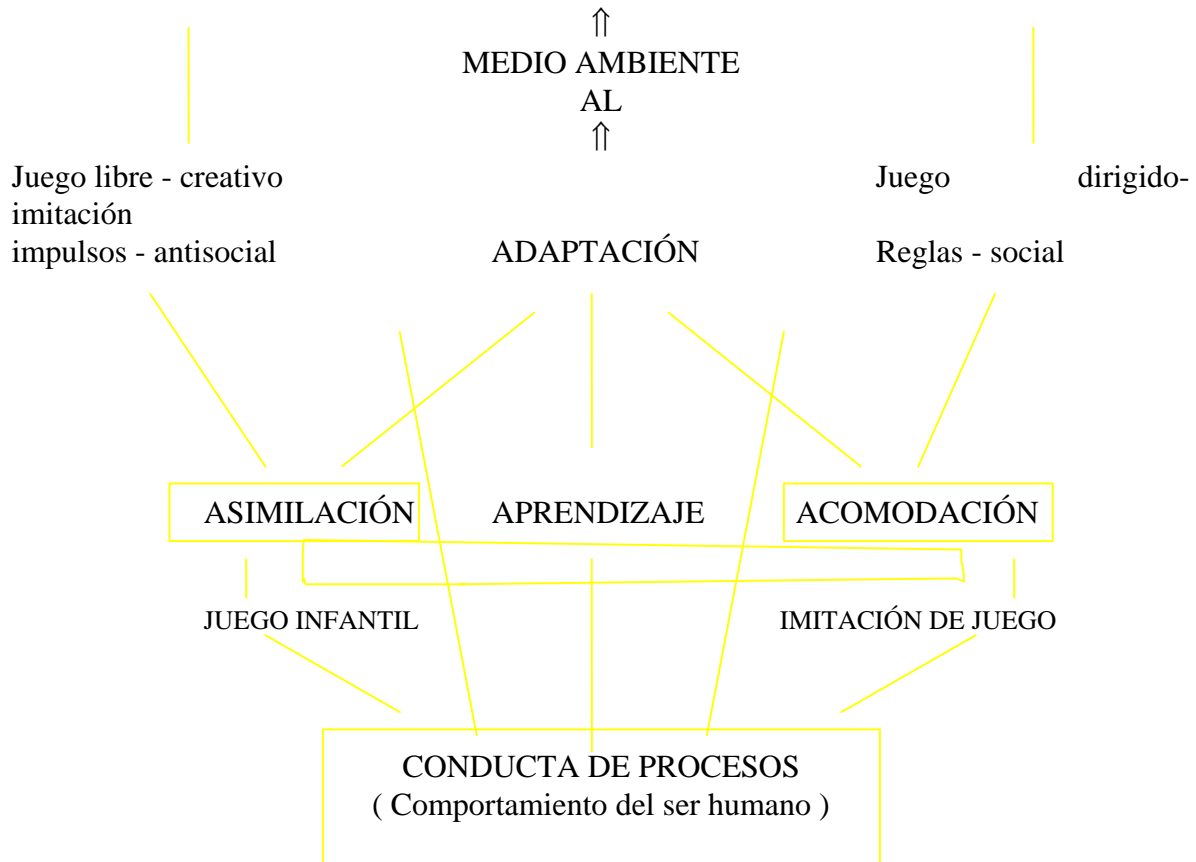 ⇑
MEDIO AMBIENTE
AL
⇑
Juego libre - creativo
imitación
impulsos - antisocial
ADAPTACIÓN
Juego dirigido-
Reglas - social
ASIMILACIÓN
APRENDIZAJE
ACOMODACIÓN
JUEGO INFANTIL
IMITACIÓN DE JUEGO
CONDUCTA DE PROCESOS
( Comportamiento del ser humano )